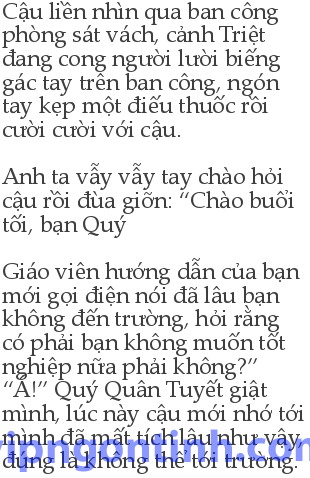 Cậu liền nhìn qua ban công
phòng sát vách, cảnh Triệt
đang cong người lười biếng
gác tay trên ban công, ngón
tay kẹp một điếu thuốc rồi
cười cười với cậu.
Anh ta vẫy vẫy tay chào hỏi
cậu rồi đùa giỡn: “Chào buổi
tối, bạn Quý
Giáo viên hướng dẫn của bạn
mới gọi điện nói đã lâu bạn
không đến trường, hỏi rằng
có phải bạn không muốn tốt
nghiệp nữa phải không?”
“Á!” Quý Quân Tuyết giật
mình, lúc này cậu mới nhớ tới
mình đã mất tích lâu như vậy,
đúng là không thể tới trường.
vipngontinh.com